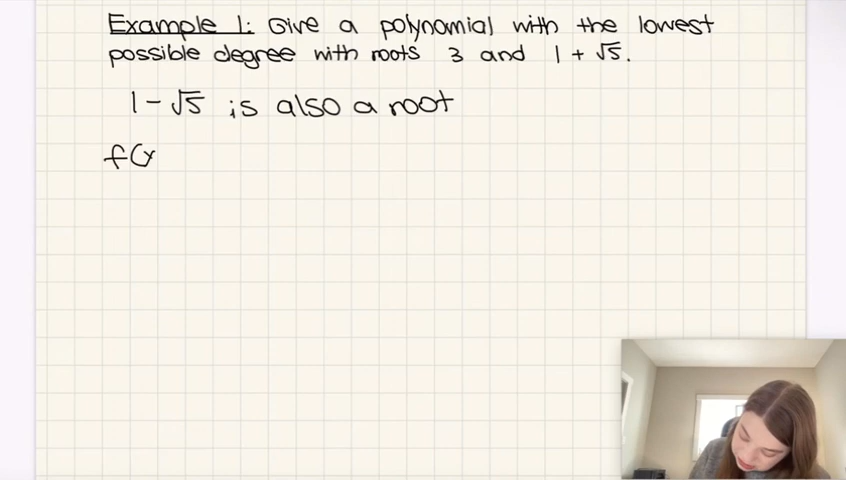 Example 1: Give a polynomial with the lowest
possible degree with roots 3 and 1 + √5.
1 - √5 is also a root
f(x